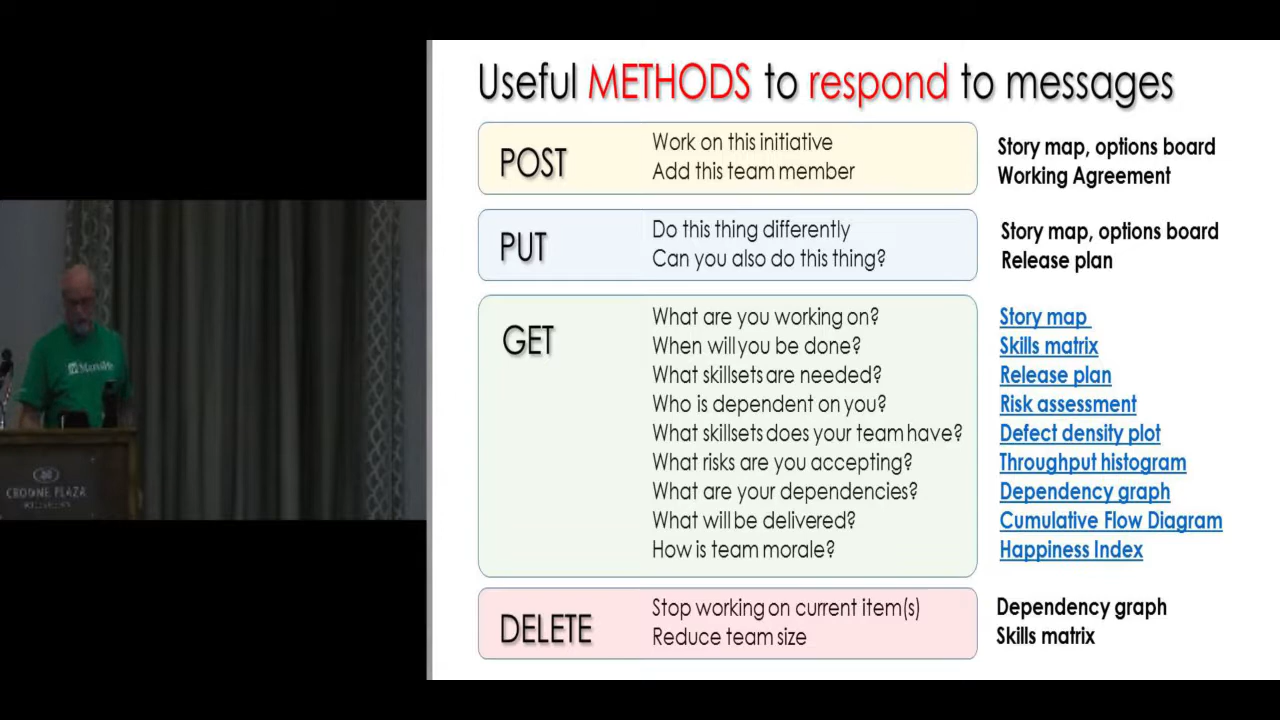 Useful METHODS to respond to messages
POST
Work on this initiative
Add this team member
Story map, options board
Working Agreement
PUT
Do this thing differently
Can you also do this thing?
Story map, options board
Release plan
GET
What are you working on?
When will you be done?
What skillsets are needed?
Who is dependent on you?
What skillsets does your team have?
What risks are you accepting?
What are your dependencies?
What will be delivered?
How is team morale?
Story map
Skills matrix
Release plan
Risk assessment
Defect density plot
Throughput histogram
Dependency graph
Cumulative Flow Diagram
Happiness Index
DELETE
Stop working on current item(s)
Reduce team size
Dependency graph
Skills matrix
PLAZA